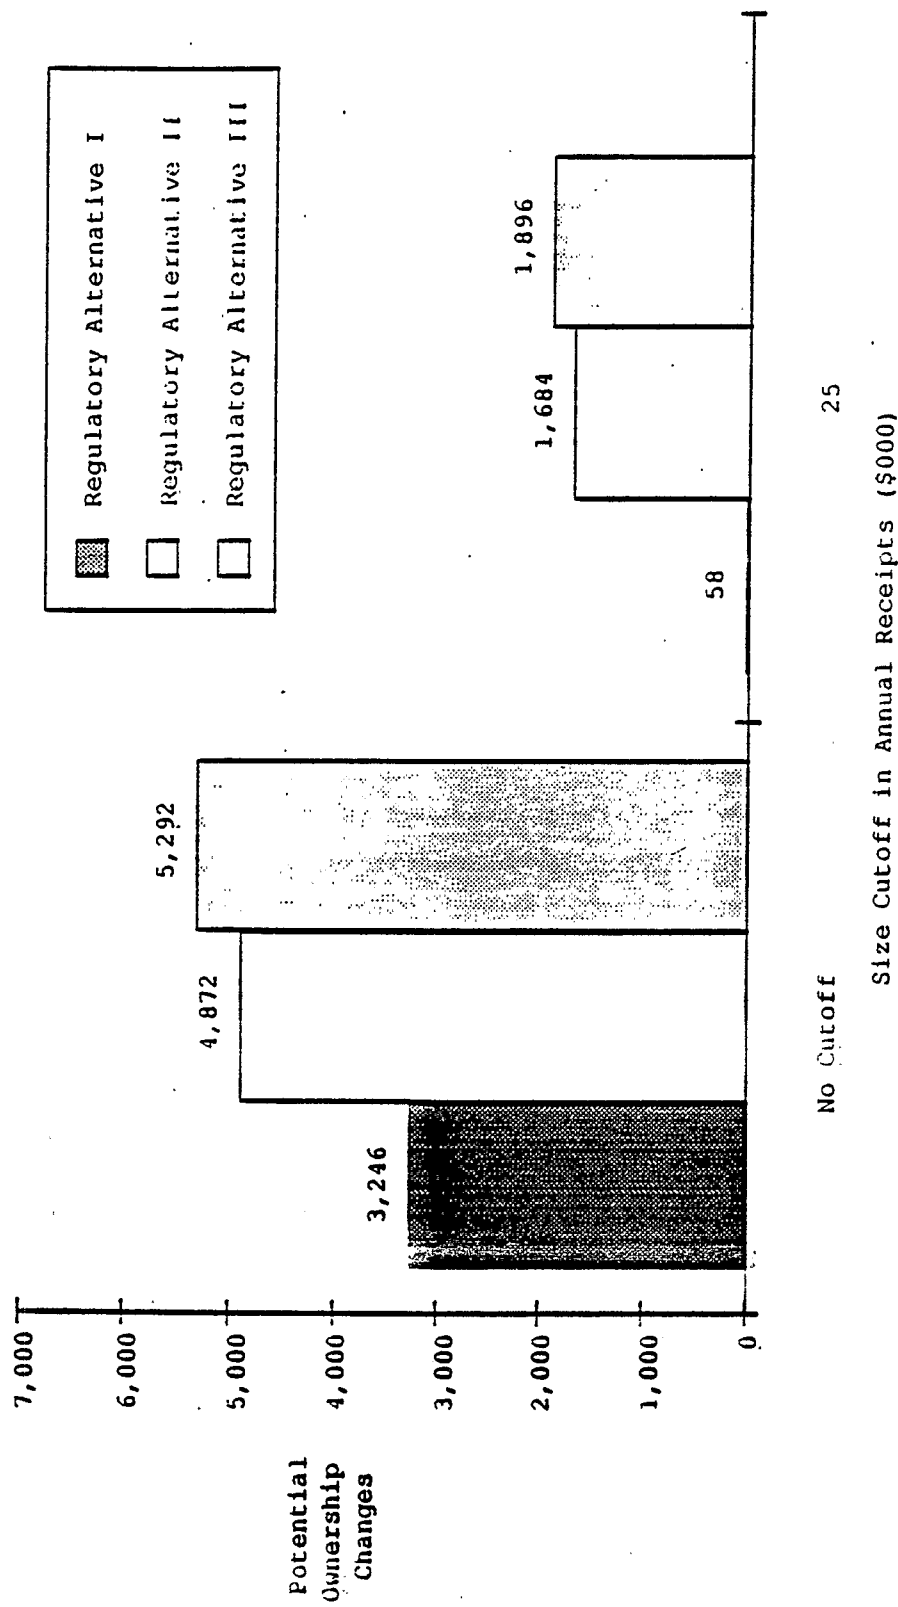 Regulatory Alternative I
Regulatory Alternative II
Regulatory Alternative III
Potential
Ownership
Changes
7,000
6,000
5,000
4,000
3,000
2,000
1,000
0
3,246
4,872
5,292
58
1,684
1,896
No Cutoff
25
Size Cutoff in Annual Receipts ($000)